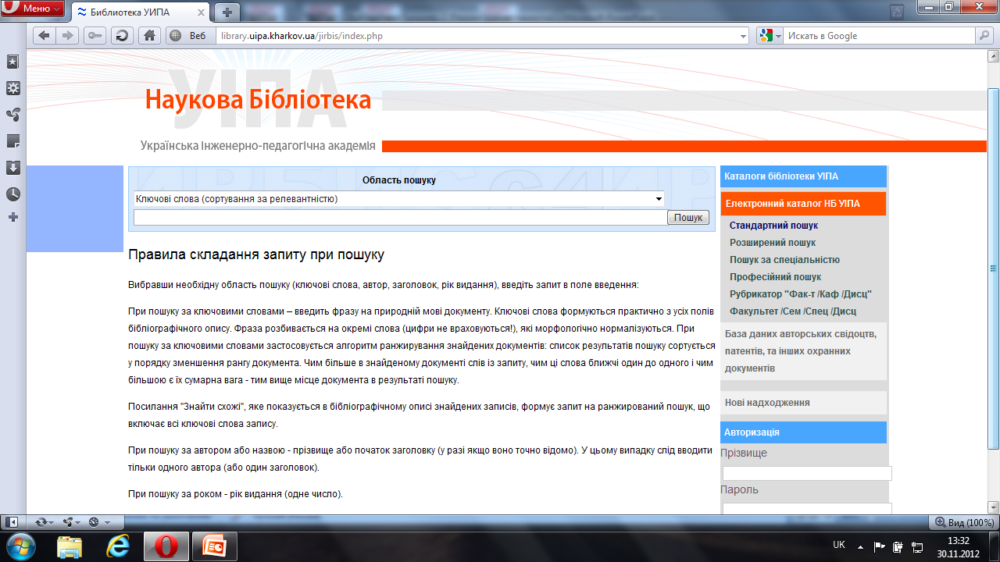 Меню
Библиотека УИПА
Веб
library.uipa.kharkov.ua/jirbis/index.php
Искать в Google
УІПА
Наукова Бібліотека
Українська інженерно-педагогічна академія
Область пошуку
Ключові слова (сортування за релевантністю)
Пошук
Правила складання запиту при пошуку
Вибравши необхідну область пошуку (ключові слова, автор, заголовок, рік видання), введіть запит в поле введення:
При пошуку за ключовими словами – введить фразу на природній мові документу. Ключові слова формуються практично з усіх полів
бібліографічного опису. Фраза розбивається на окремі слова (цифри не враховуються!), які морфологічно нормалізуються. При
пошуку за ключовими словами застосовується алгоритм ранжирування знайдених документів: список результатів пошуку сортується
у порядку зменшення рангу документа. Чим більше в знайденому документі слів із запиту, чим ці слова ближчі один до одного і чим
більшою є їх сумарна вага - тим вище місце документа в результаті пошуку.
Посилання "Знайти схожі", яке показується в бібліографічному описі знайдених записів, формує запит на ранжирований пошук, що
включає всі ключові слова запису.
При пошуку за автором або назвою - прізвище або початок заголовку (у разі якщо воно точно відомо). У цьому випадку слід вводити
тільки одного автора (або один заголовок).
При пошуку за роком - рік видання (одне число).
Каталоги бібліотеки УІПА
Електронний каталог НБ УІПА
Стандартний пошук
Розширений пошук
Пошук за спеціальністю
Професійний пошук
Рубрикатор "Фак-т /Каф /Дисц"
Факультет /Сем /Спец /Дисц
База даних авторських свідоцтв,
патентів, та інших охранних
документів
Нові надходження
Авторизація
Прізвище
Пароль
Вид (100%)
UK
13:32
30.11.2012